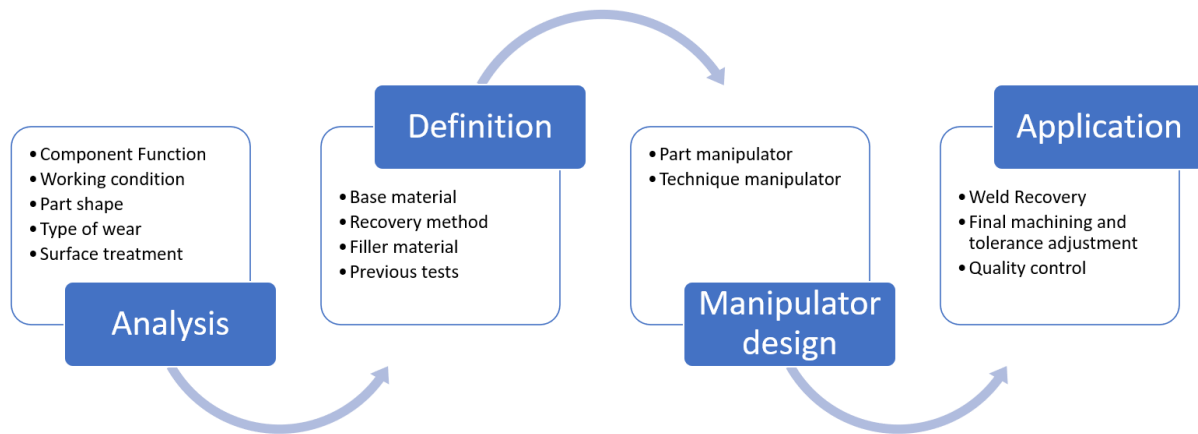 • Component Function
• Working condition
• Part shape
• Type of wear
• Surface treatment
Analysis
Definition
• Base material
• Recovery method
• Filler material
• Previous tests
• Part manipulator
• Technique manipulator
Manipulator
design
Application
• Weld Recovery
• Final machining and
tolerance adjustment
• Quality control